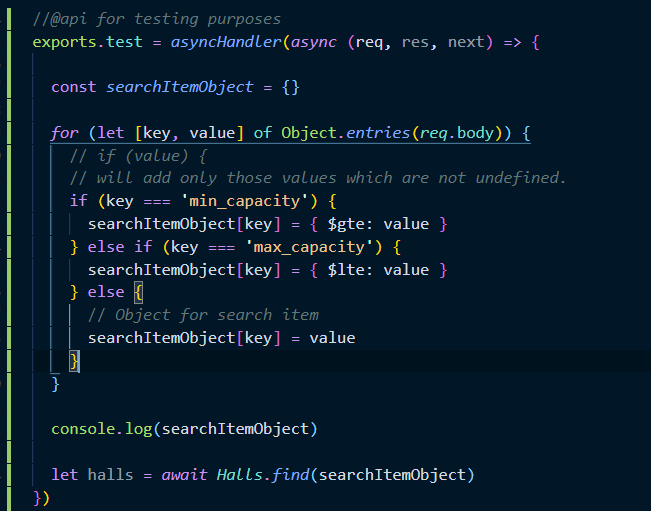 //@api for testing purposes
exports.test = asyncHandler(async (req, res, next) => {
const searchItemObject = {}
for (let [key, value] of Object.entries(req.body)) {
// if (value) {
// will add only those values which are not undefined.
if (key === 'min_capacity') {
searchItemObject[key] = { $gte: value }
} else if (key === 'max_capacity') {
searchItemObject[key] = { $lte: value }
} else {
// Object for search item
searchItemObject[key] = value
}
}
console.log(searchItemObject)
let halls = await Halls.find(searchItemObject)
})